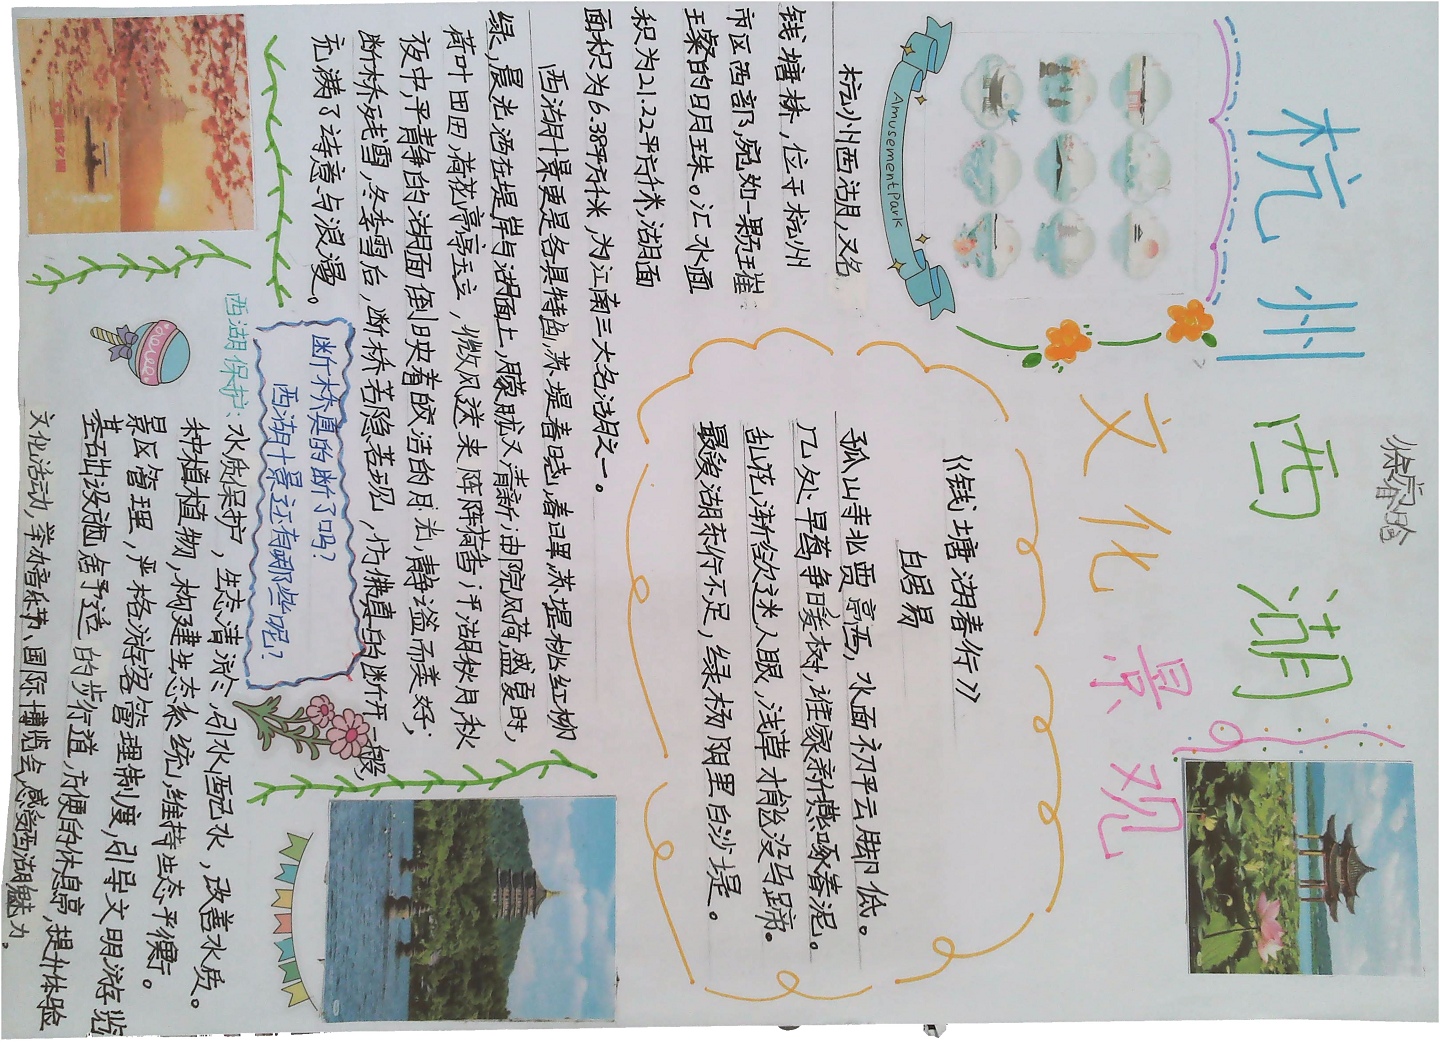 徐睿晗
杭州西湖
文化景观
AmusementPark
《钱塘湖春行》
白居易
孤山寺北贾亭西,水面初平云脚低。
几处早莺争暖树,谁家新燕啄春泥。
乱花渐欲迷人眼,浅草才能没马蹄。
最爱湖东行不足,绿杨阴里白沙堤。
杭州西湖,又名
钱塘桥,位于杭州
市区西部,宛如一颗璀
璨的明珠。汇水面
积为21.22平方千米,湖面
面积为6.38平方千米,为江南三大名湖之一。
西湖十景更是各具特色,苏堤春晓,春日里,苏堤桃红柳
绿,晨光洒在堤岸与湖面上,朦胧又清新;曲院风荷,盛夏时,
荷叶田田,荷花亭亭玉立,微风送来阵阵荷香;平湖秋月,秋
夜中,平静的湖面倒映着皎洁的月光,静谧而美好;
断桥残雪,冬季雪后,断桥若隐若现,仿佛真的断开一般,
充满了诗意与浪漫。
断桥真的断了吗?
西湖十景还有哪些呢?
西湖保护:水质保护,生态清淤,引水配水,改善水质。
种植植物,构建生态系统,维持生态平衡。
景区管理,严格游客管理制度,引导文明游览
基础设施舒适的步行道,方便的休息亭,提升体验
文化活动,举办音乐节、国际博览会,感受西湖魅力.
夕照